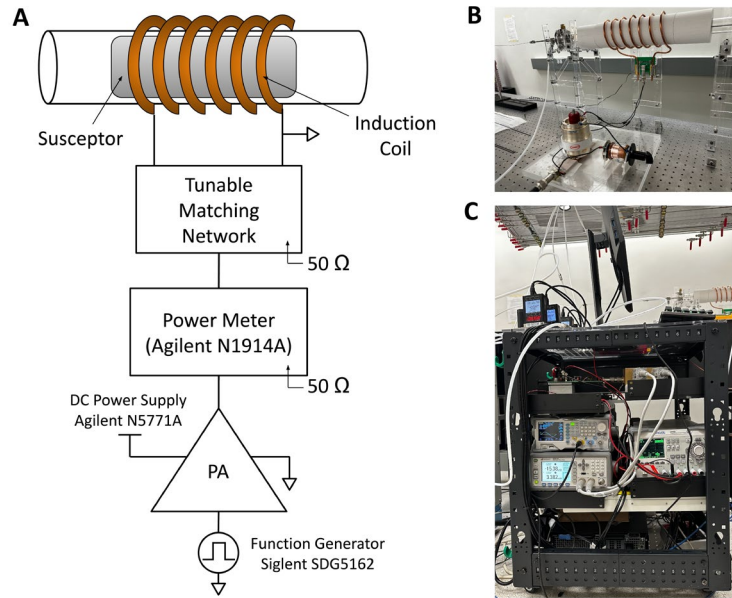 A
Susceptor
Induction
Coil
Tunable
Matching
Network
50 Ω
Power Meter
(Agilent N1914A)
50 Ω
DC Power Supply
Agilent N5771A
PA
Function Generator
Siglent SDG5162
B
C